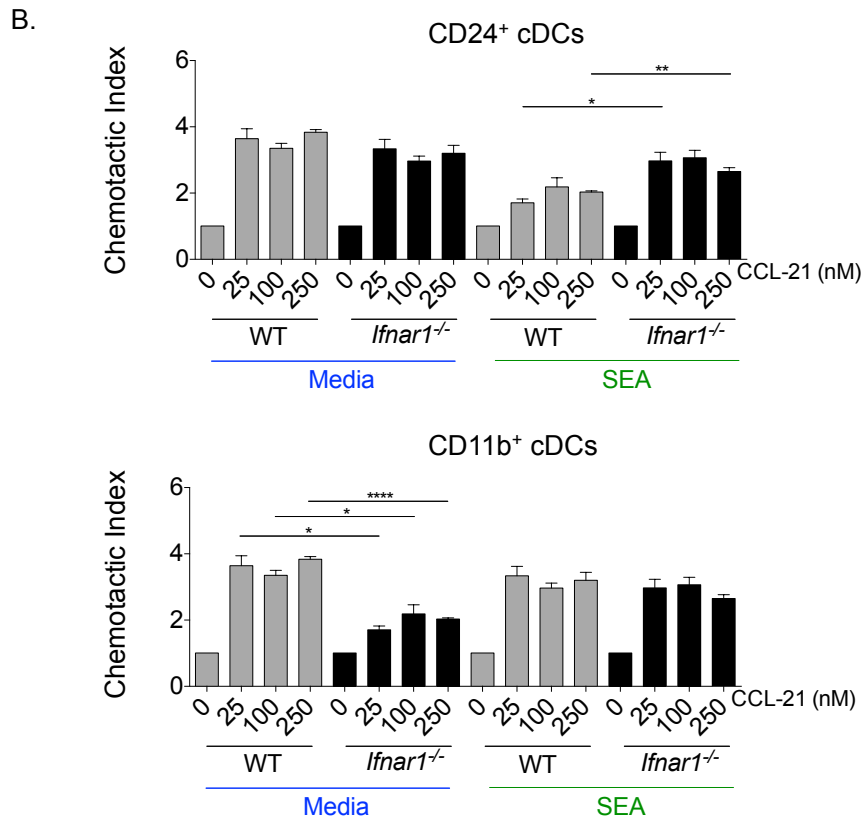 B.
CD24⁺ cDCs
Chemotactic Index
6
4
2
0
** 
*
0 25 100 250 0 25 100 250 0 25 100 250 0 25 100 250 CCL-21 (nM)
WT Ifnar1⁻/⁻ WT Ifnar1⁻/⁻
Media SEA
CD11b⁺ cDCs
Chemotactic Index
6
4
2
0
****
*
*
0 25 100 250 0 25 100 250 0 25 100 250 0 25 100 250 CCL-21 (nM)
WT Ifnar1⁻/⁻ WT Ifnar1⁻/⁻
Media SEA